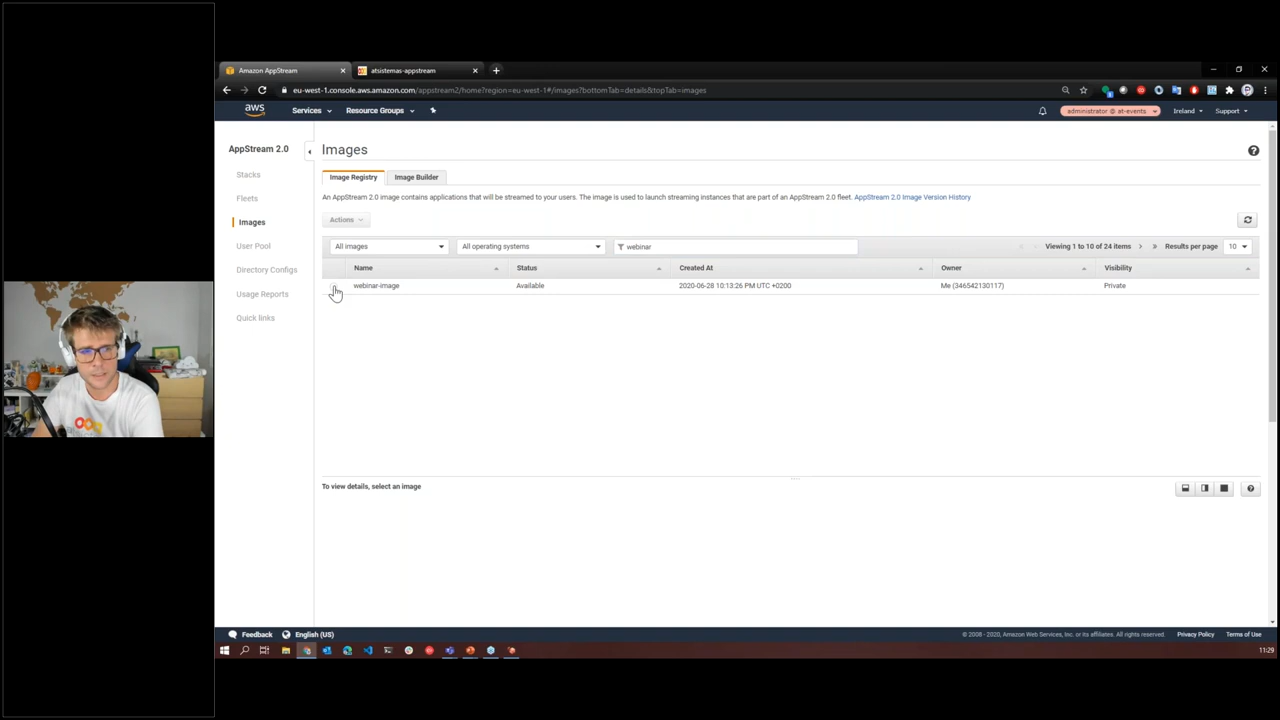 Amazon AppStream
atsistemas-appstream
eu-west-1.console.aws.amazon.com/appstream2/home?region=eu-west-1#/images?bottomTab=details&topTab=images
aws Services Resource Groups administrator @ at-events Ireland Support
AppStream 2.0
Stacks
Fleets
Images
User Pool
Directory Configs
Usage Reports
Quick links
Images
Image Registry Image Builder
An AppStream 2.0 image contains applications that will be streamed to your users. The image is used to launch streaming instances that are part of an AppStream 2.0 fleet. AppStream 2.0 Image Version History
Actions
All images All operating systems webinar Viewing 1 to 10 of 24 items Results per page 10
Name Status Created At Owner Visibility
webinar-image Available 2020-06-28 10:13:26 PM UTC +0200 Me (346542130117) Private
To view details, select an image
Feedback English (US) © 2008 - 2020, Amazon Web Services, Inc. or its affiliates. All rights reserved. Privacy Policy Terms of Use
11:29